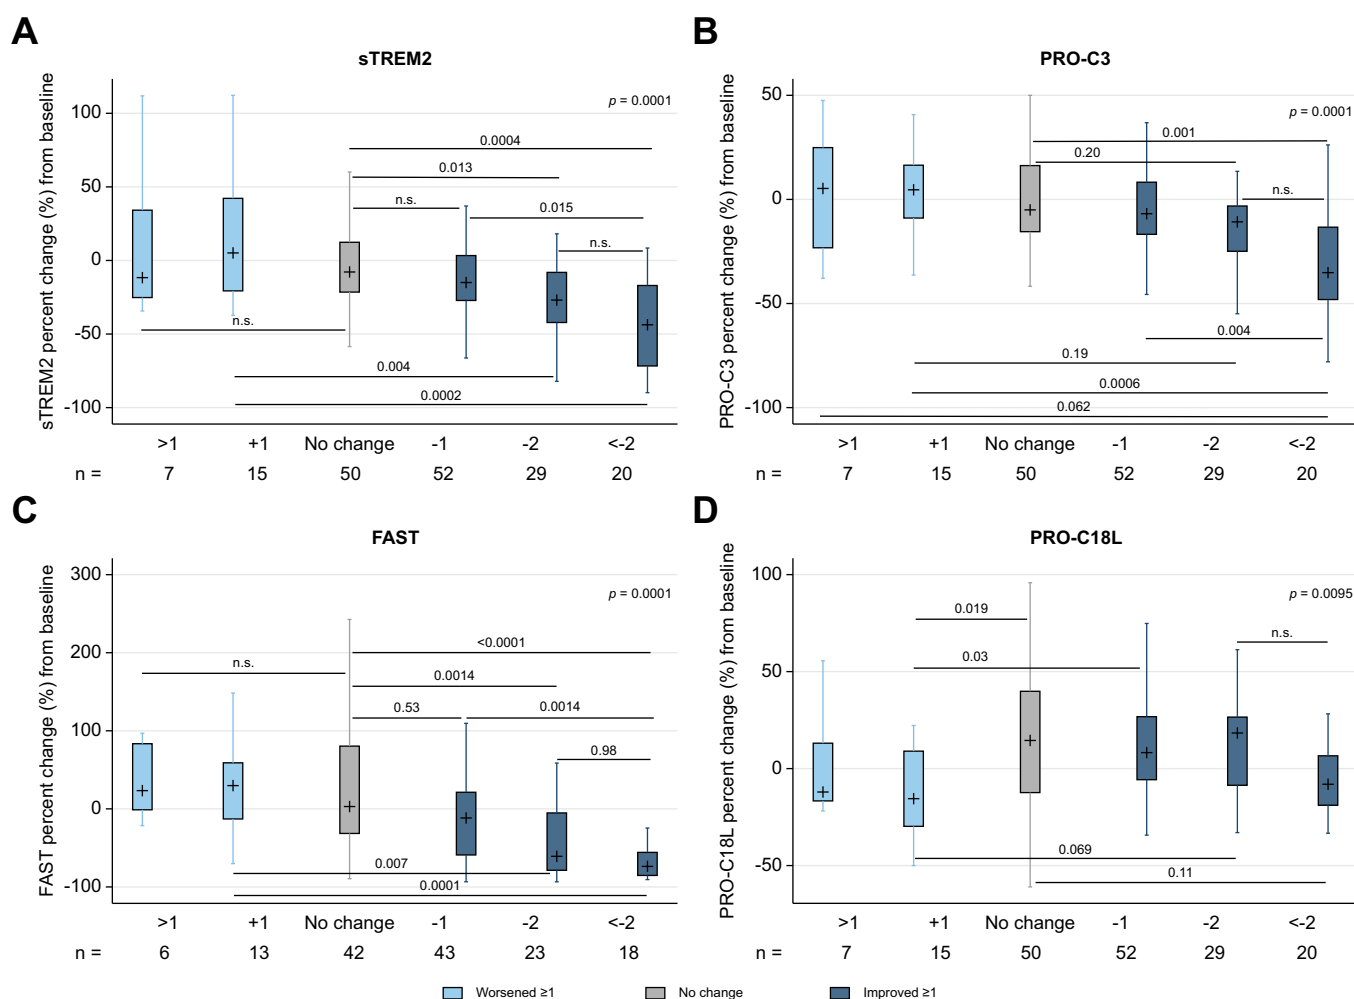 A
sTREM2
sTREM2 percent change (%) from baseline
100
50
0
-50
-100
p = 0.0001
0.0004
0.013
n.s.
0.015
n.s.
n.s.
0.004
0.0002
>1 +1 No change -1 -2 <-2
n = 7 15 50 52 29 20
B
PRO-C3
PRO-C3 percent change (%) from baseline
50
0
-50
-100
p = 0.0001
0.001
0.20
n.s.
0.004
0.19
0.0006
0.062
>1 +1 No change -1 -2 <-2
n = 7 15 50 52 29 20
C
FAST
FAST percent change (%) from baseline
300
200
100
0
-100
p = 0.0001
<0.0001
n.s.
0.0014
0.53
0.0014
0.98
0.007
0.0001
>1 +1 No change -1 -2 <-2
n = 6 13 42 43 23 18
D
PRO-C18L
PRO-C18L percent change (%) from baseline
100
50
0
-50
p = 0.0095
0.019
n.s.
0.03
0.069
0.11
>1 +1 No change -1 -2 <-2
n = 7 15 50 52 29 20
Worsened ≥1 No change Improved ≥1